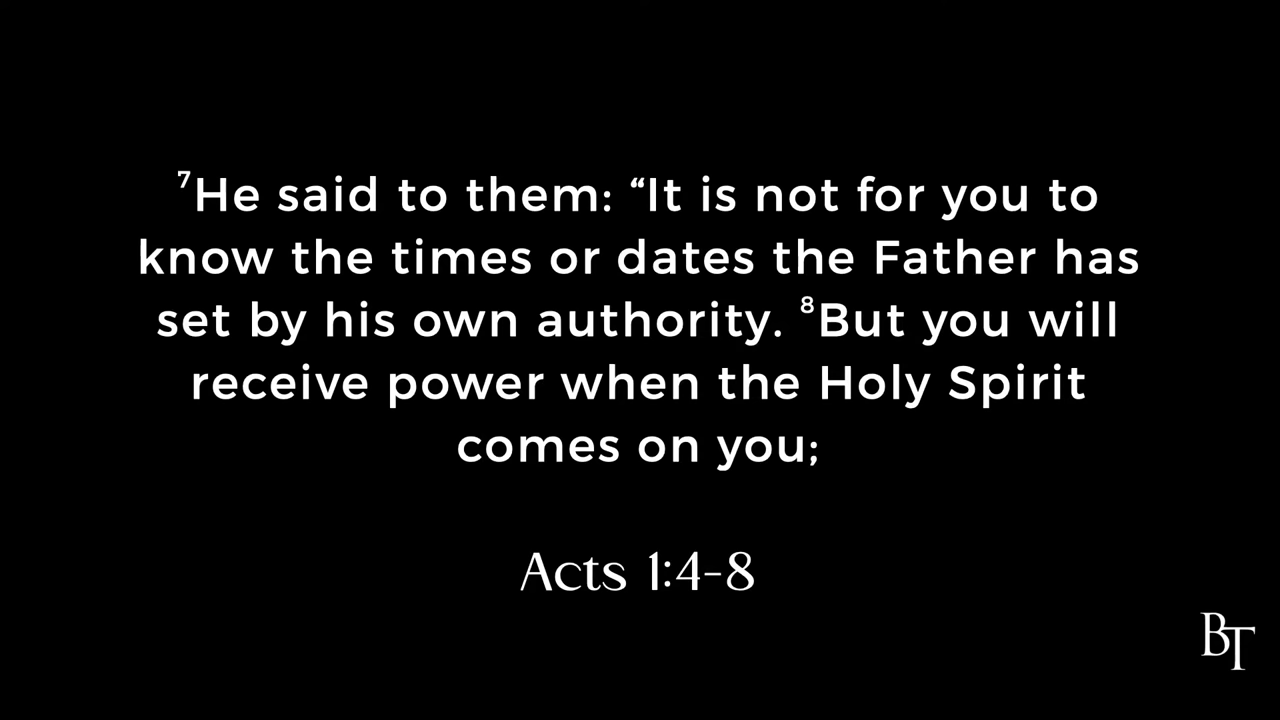 ⁷He said to them: “It is not for you to
know the times or dates the Father has
set by his own authority. ⁸But you will
receive power when the Holy Spirit
comes on you;
Acts 1:4-8
BT